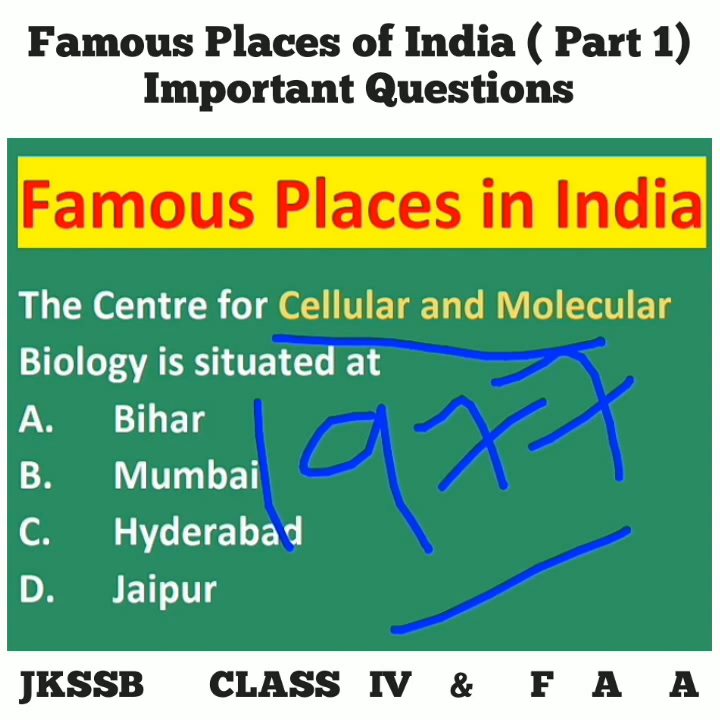 Famous Places of India ( Part 1)
Important Questions
Famous Places in India
The Centre for Cellular and Molecular
Biology is situated at
A. Bihar
B. Mumbai
C. Hyderabad
D. Jaipur
1977
JKSSB CLASS IV & F A A